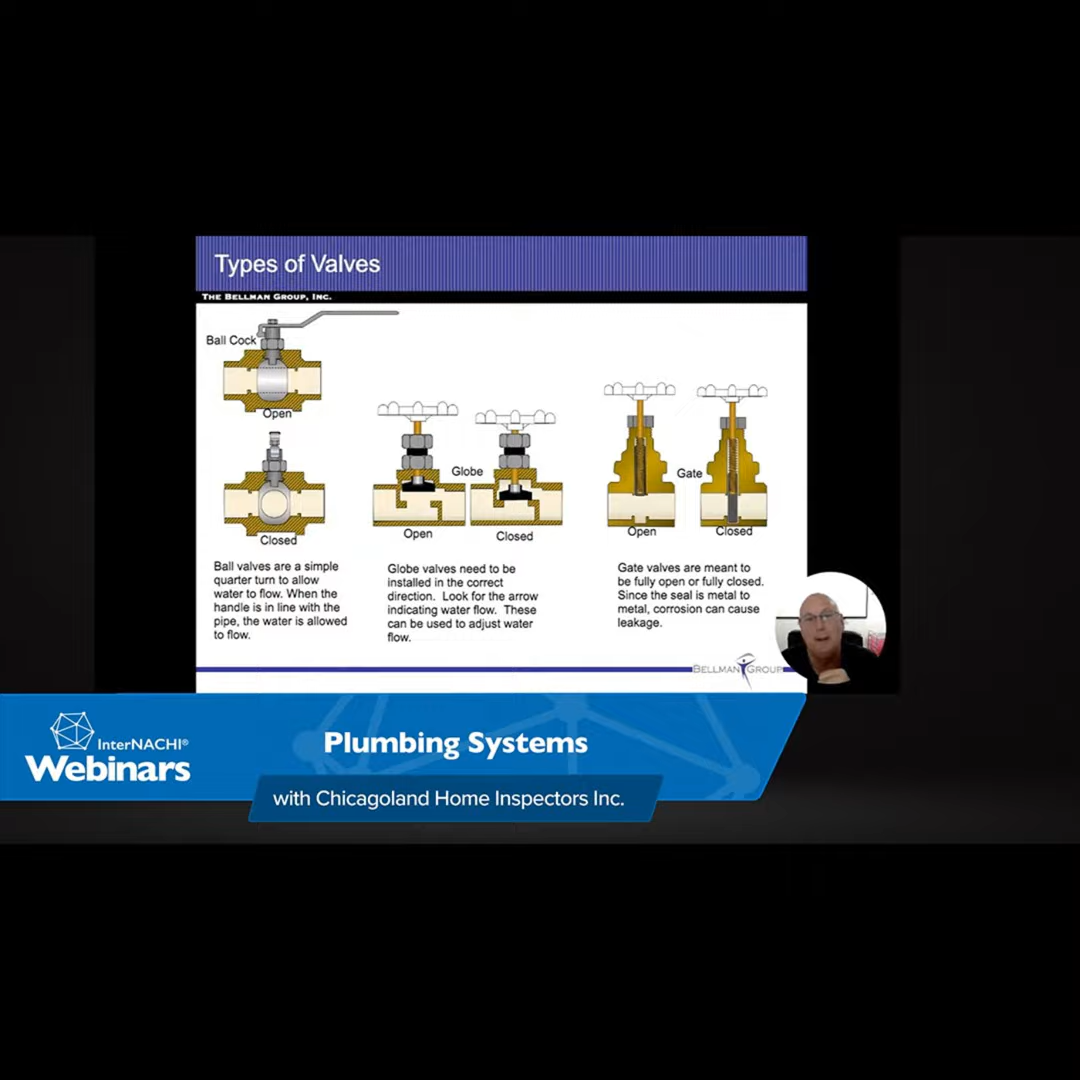 Types of Valves
THE BELLMAN GROUP, INC.
Ball Cock
Open
Closed
Ball valves are a simple
quarter turn to allow
water to flow. When the
handle is in line with the
pipe, the water is allowed
to flow.
Globe
Open
Closed
Globe valves need to be
installed in the correct
direction. Look for the arrow
indicating water flow. These
can be used to adjust water
flow.
Gate
Open
Closed
Gate valves are meant to
be fully open or fully closed.
Since the seal is metal to
metal, corrosion can cause
leakage.
BELLMAN GROUP
InterNACHI®
Webinars
Plumbing Systems
with Chicagoland Home Inspectors Inc.